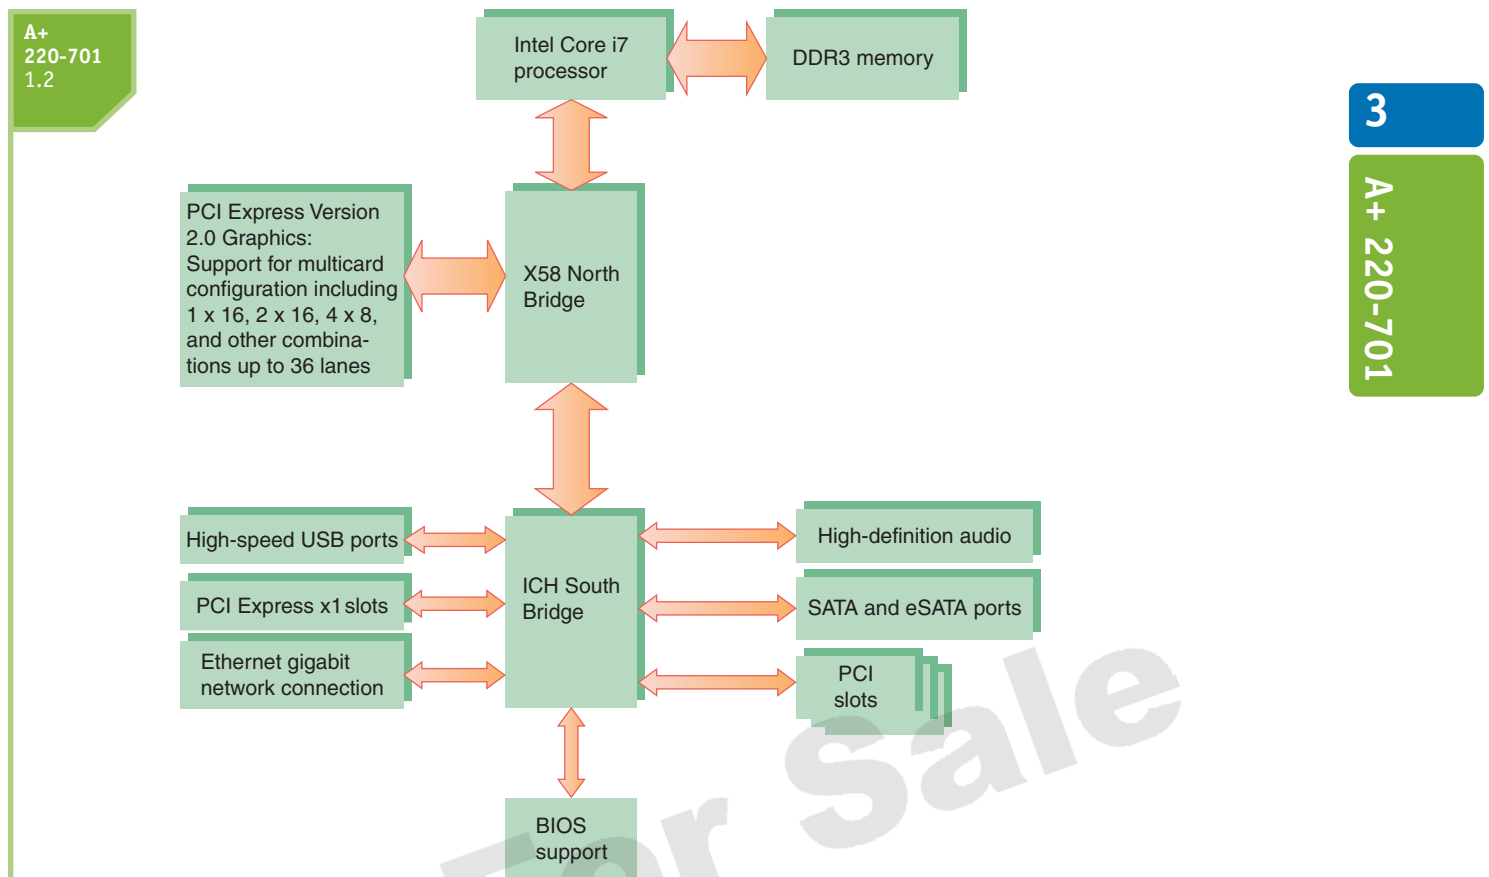 A+
220-701
1.2
Intel Core i7
processor
DDR3 memory
3
A+ 220-701
PCI Express Version
2.0 Graphics:
Support for multicard
configuration including
1 x 16, 2 x 16, 4 x 8,
and other combina-
tions up to 36 lanes
X58 North
Bridge
High-speed USB ports
High-definition audio
ICH South
Bridge
PCI Express x1 slots
SATA and eSATA ports
Ethernet gigabit
network connection
PCI
slots
BIOS
support
For Sale